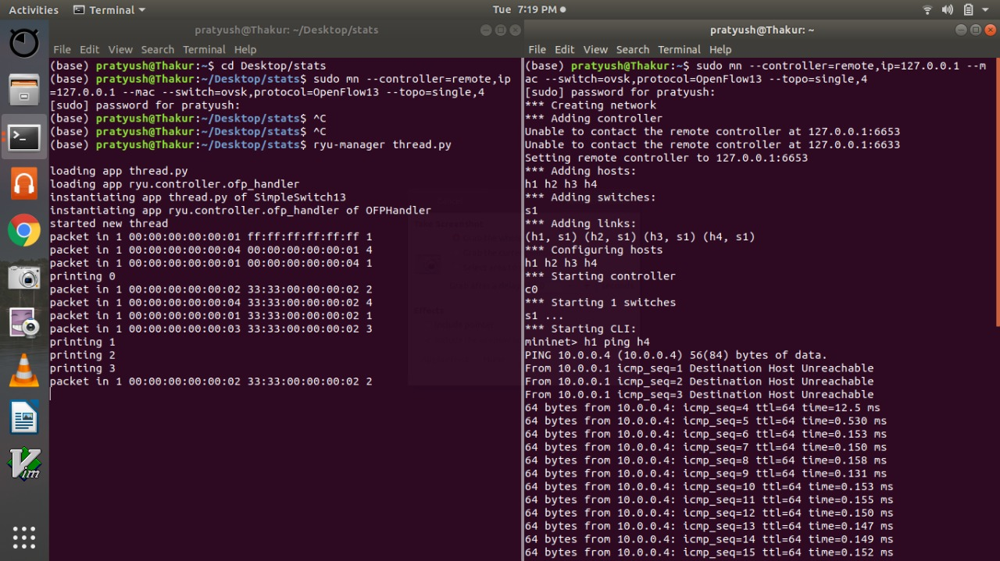 Activities Terminal Tue 7:19 PM
pratyush@Thakur: ~/Desktop/stats
File Edit View Search Terminal Help
(base) pratyush@Thakur:~$ cd Desktop/stats
(base) pratyush@Thakur:~/Desktop/stats$ sudo mn --controller=remote,ip
=127.0.0.1 --mac --switch=ovsk,protocol=OpenFlow13 --topo=single,4
[sudo] password for pratyush:
(base) pratyush@Thakur:~/Desktop/stats$ ^C
(base) pratyush@Thakur:~/Desktop/stats$ ^C
(base) pratyush@Thakur:~/Desktop/stats$ ryu-manager thread.py
loading app thread.py
loading app ryu.controller.ofp_handler
instantiating app thread.py of SimpleSwitch13
instantiating app ryu.controller.ofp_handler of OFPHandler
started new thread
packet in 1 00:00:00:00:00:01 ff:ff:ff:ff:ff:ff 1
packet in 1 00:00:00:00:00:04 00:00:00:00:00:01 4
packet in 1 00:00:00:00:00:01 00:00:00:00:00:04 1
printing 0
packet in 1 00:00:00:00:00:02 33:33:00:00:00:02 2
packet in 1 00:00:00:00:00:04 33:33:00:00:00:02 4
packet in 1 00:00:00:00:00:01 33:33:00:00:00:02 1
packet in 1 00:00:00:00:00:03 33:33:00:00:00:02 3
printing 1
printing 2
printing 3
packet in 1 00:00:00:00:00:02 33:33:00:00:00:02 2
pratyush@Thakur: ~
File Edit View Search Terminal Help
(base) pratyush@Thakur:~$ sudo mn --controller=remote,ip=127.0.0.1 --m
ac --switch=ovsk,protocol=OpenFlow13 --topo=single,4
[sudo] password for pratyush:
*** Creating network
*** Adding controller
Unable to contact the remote controller at 127.0.0.1:6653
Unable to contact the remote controller at 127.0.0.1:6633
Setting remote controller to 127.0.0.1:6653
*** Adding hosts:
h1 h2 h3 h4
*** Adding switches:
s1
*** Adding links:
(h1, s1) (h2, s1) (h3, s1) (h4, s1)
*** Configuring hosts
h1 h2 h3 h4
*** Starting controller
c0
*** Starting 1 switches
s1 ...
*** Starting CLI:
mininet> h1 ping h4
PING 10.0.0.4 (10.0.0.4) 56(84) bytes of data.
From 10.0.0.1 icmp_seq=1 Destination Host Unreachable
From 10.0.0.1 icmp_seq=2 Destination Host Unreachable
From 10.0.0.1 icmp_seq=3 Destination Host Unreachable
64 bytes from 10.0.0.4: icmp_seq=4 ttl=64 time=12.5 ms
64 bytes from 10.0.0.4: icmp_seq=5 ttl=64 time=0.530 ms
64 bytes from 10.0.0.4: icmp_seq=6 ttl=64 time=0.153 ms
64 bytes from 10.0.0.4: icmp_seq=7 ttl=64 time=0.150 ms
64 bytes from 10.0.0.4: icmp_seq=8 ttl=64 time=0.158 ms
64 bytes from 10.0.0.4: icmp_seq=9 ttl=64 time=0.131 ms
64 bytes from 10.0.0.4: icmp_seq=10 ttl=64 time=0.153 ms
64 bytes from 10.0.0.4: icmp_seq=11 ttl=64 time=0.155 ms
64 bytes from 10.0.0.4: icmp_seq=12 ttl=64 time=0.150 ms
64 bytes from 10.0.0.4: icmp_seq=13 ttl=64 time=0.147 ms
64 bytes from 10.0.0.4: icmp_seq=14 ttl=64 time=0.149 ms
64 bytes from 10.0.0.4: icmp_seq=15 ttl=64 time=0.152 ms
Vim